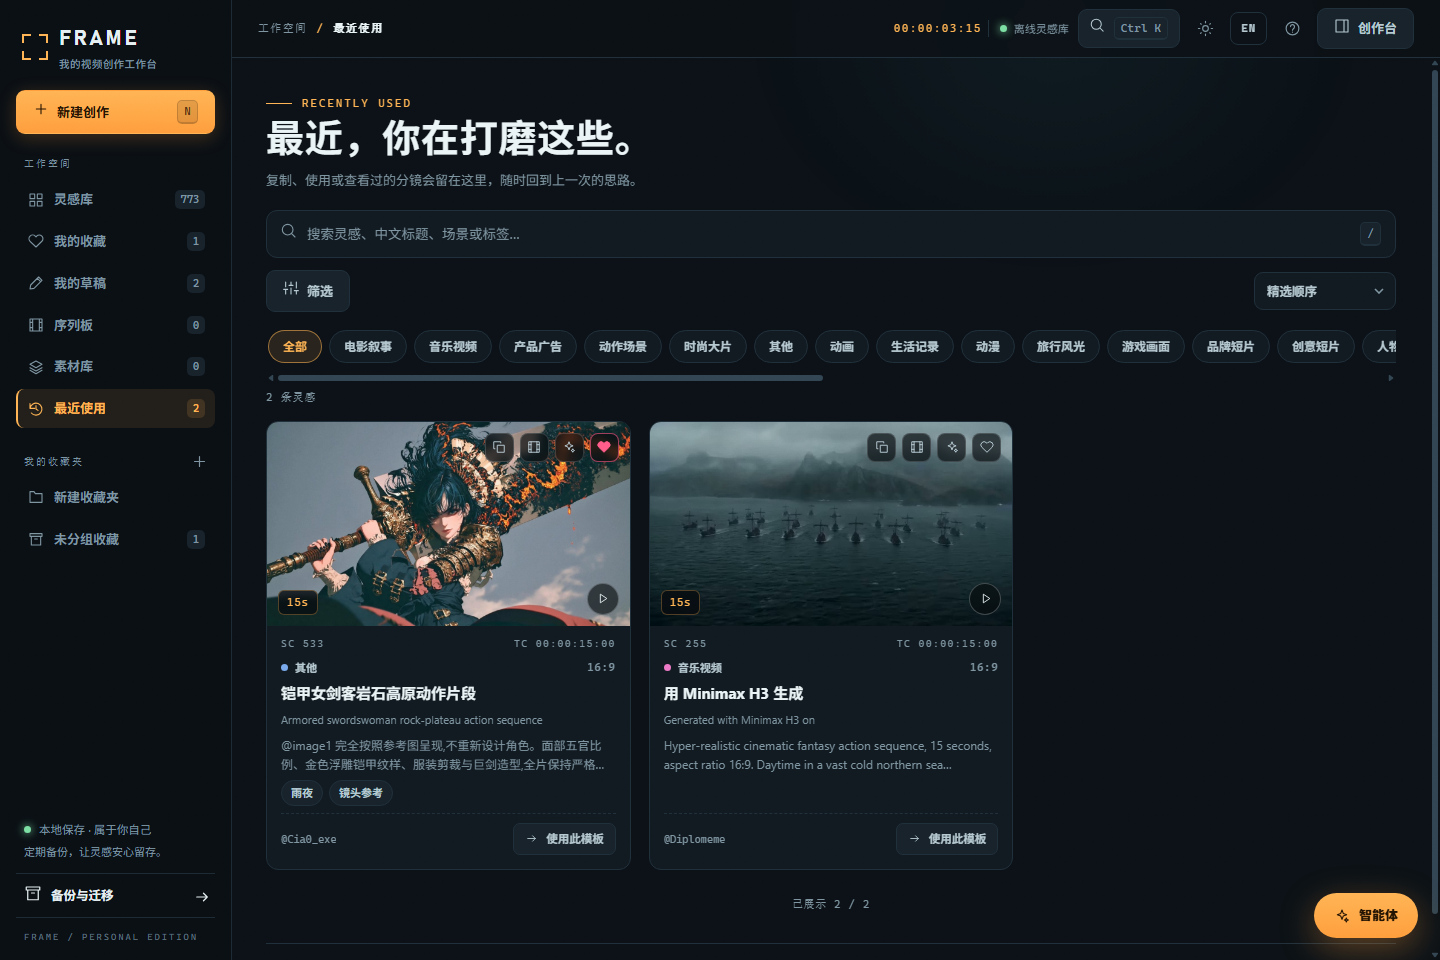 FRAME
我的视频创作工作台
新建创作 N
工作空间
灵感库 773
我的收藏 1
我的草稿 2
序列板 0
素材库 0
最近使用 2
我的收藏夹
新建收藏夹
未分组收藏 1
本地保存 · 属于你自己
定期备份，让灵感安心留存。
备份与迁移
FRAME / PERSONAL EDITION
工作空间 / 最近使用
00:00:03:15
离线灵感库
Ctrl K
EN
创作台
RECENTLY USED
最近，你在打磨这些。
复制、使用或查看过的分镜会留在这里，随时回到上一次的思路。
搜索灵感、中文标题、场景或标签... /
筛选
精选顺序
全部 电影叙事 音乐视频 产品广告 动作场景 时尚大片 其他 动画 生活记录 动漫 旅行风光 游戏画面 品牌短片 创意短片 人物
2 条灵感
15s
SC 533 TC 00:00:15:00
其他 16:9
铠甲女剑客岩石高原动作片段
Armored swordswoman rock-plateau action sequence
@image1 完全按照参考图呈现,不重新设计角色。面部五官比
例、金色浮雕铠甲纹样、服装剪裁与巨剑造型,全片保持严格...
雨夜 镜头参考
@Cia0_exe
使用此模板
15s
SC 255 TC 00:00:15:00
音乐视频 16:9
用 Minimax H3 生成
Generated with Minimax H3 on
Hyper-realistic cinematic fantasy action sequence, 15 seconds,
aspect ratio 16:9. Daytime in a vast cold northern sea...
@Diplomeme
使用此模板
已展示 2 / 2
智能体